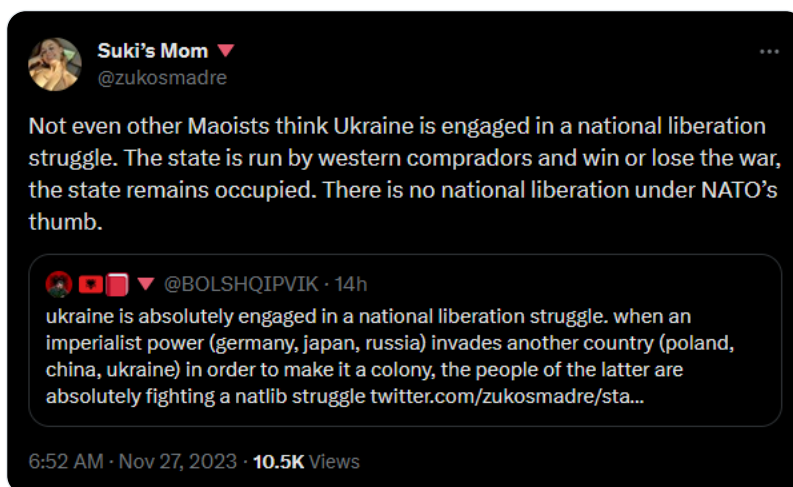 Suki's Mom
@zukosmadre
Not even other Maoists think Ukraine is engaged in a national liberation
struggle. The state is run by western compradors and win or lose the war,
the state remains occupied. There is no national liberation under NATO's
thumb.
@BOLSHQIPVIK · 14h
ukraine is absolutely engaged in a national liberation struggle. when an
imperialist power (germany, japan, russia) invades another country (poland,
china, ukraine) in order to make it a colony, the people of the latter are
absolutely fighting a natlib struggle twitter.com/zukosmadre/sta...
6:52 AM · Nov 27, 2023 · 10.5K Views